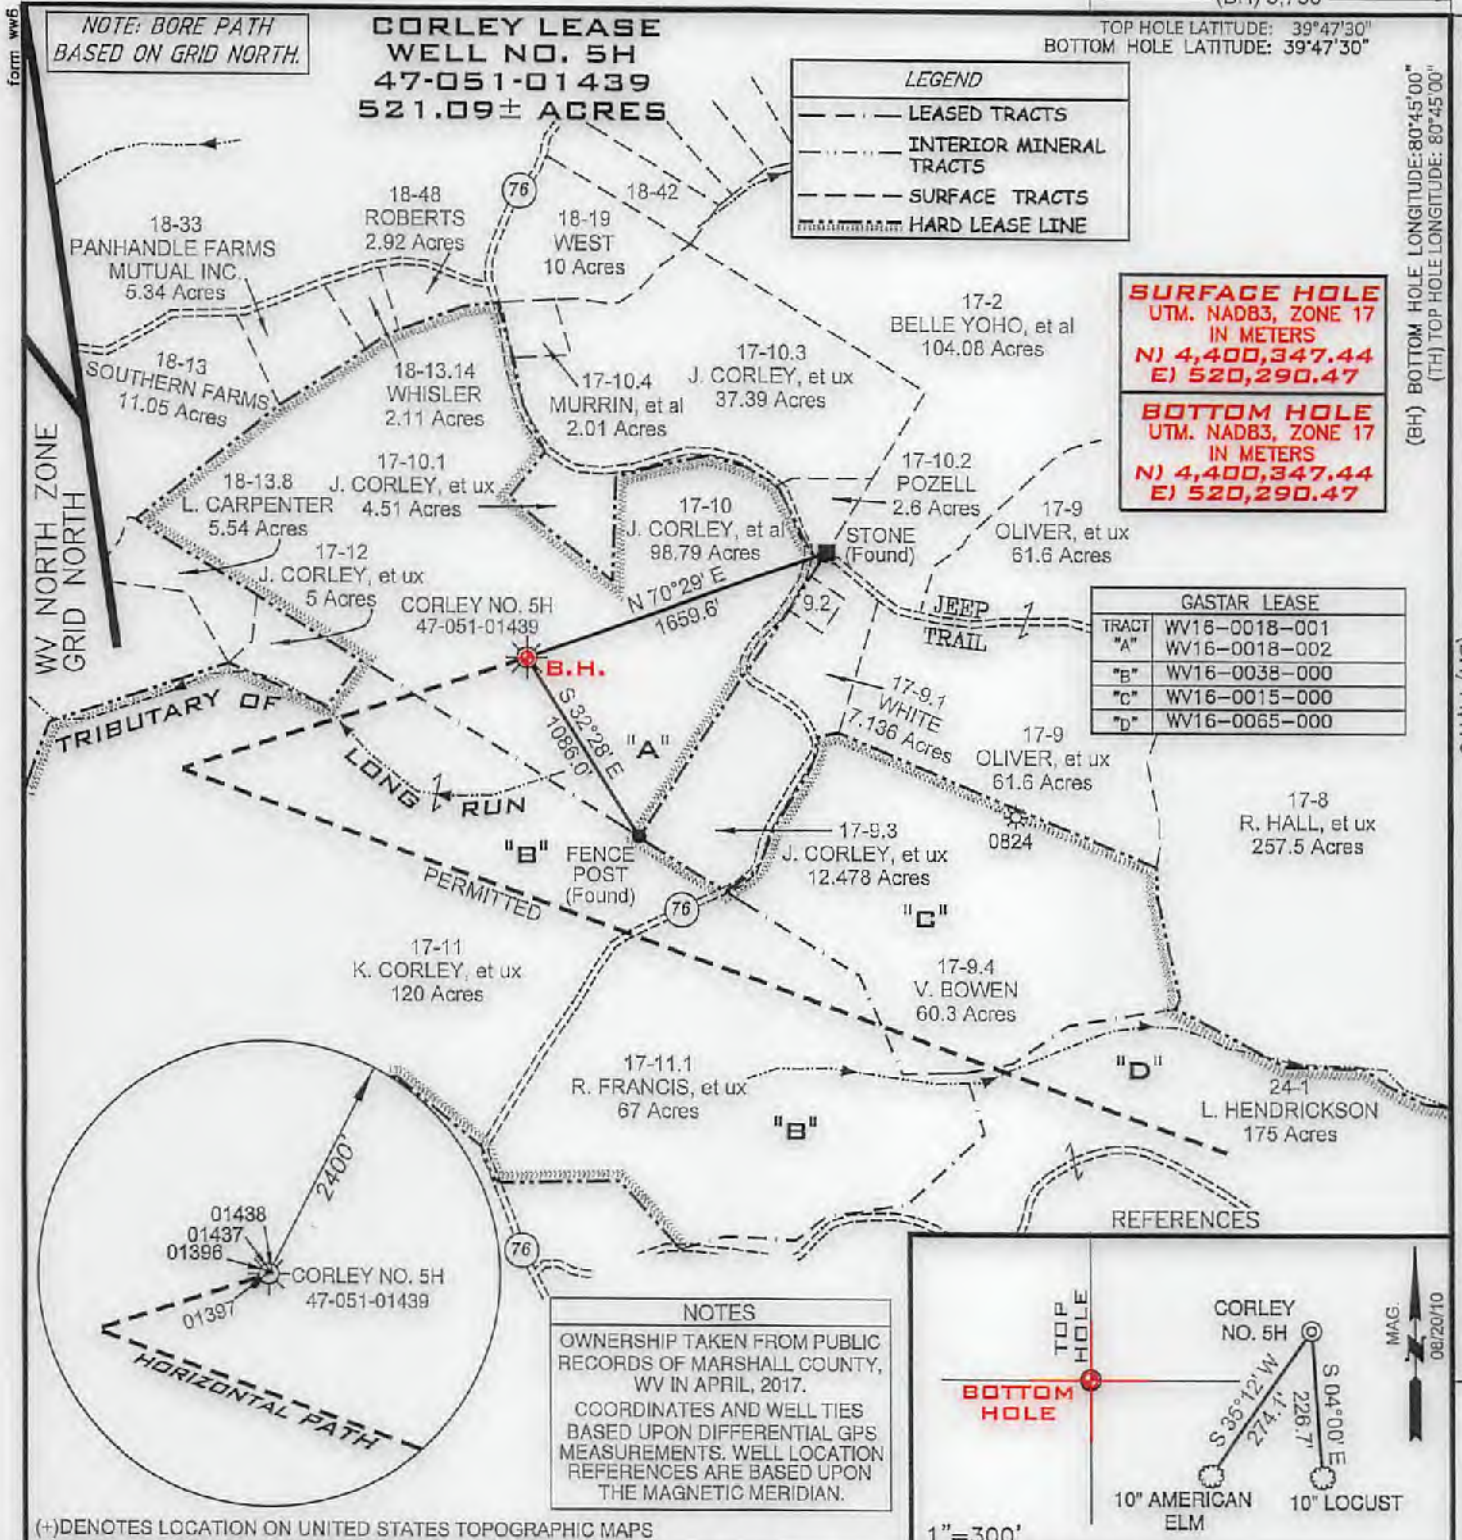 form ww6
NOTE: BORE PATH
BASED ON GRID NORTH.
CORLEY LEASE
WELL NO. 5H
47-051-01439
521.09± ACRES
TOP HOLE LATITUDE: 39°47'30"
BOTTOM HOLE LATITUDE: 39°47'30"
(BH) BOTTOM HOLE LONGITUDE:80°45'00"
(TH) TOP HOLE LONGITUDE: 80°45'00"
LEGEND
LEASED TRACTS
INTERIOR MINERAL
TRACTS
SURFACE TRACTS
HARD LEASE LINE
76
18-42
18-48
ROBERTS
2.92 Acres
18-19
WEST
10 Acres
18-33
PANHANDLE FARMS
MUTUAL INC.
5.34 Acres
17-2
BELLE YOHO, et al
104.08 Acres
SURFACE HOLE
UTM. NAD83, ZONE 17
IN METERS
N) 4,400,347.44
E) 520,290.47
BOTTOM HOLE
UTM. NAD83, ZONE 17
IN METERS
N) 4,400,347.44
E) 520,290.47
18-13
SOUTHERN FARMS
11.05 Acres
18-13.14
WHISLER
2.11 Acres
17-10.4
MURRIN, et al
2.01 Acres
17-10.3
J. CORLEY, et ux
37.39 Acres
WV NORTH ZONE
GRID NORTH
18-13.8
L. CARPENTER
5.54 Acres
17-10.1
J. CORLEY, et ux
4.51 Acres
17-10
J. CORLEY, et al
98.79 Acres
17-10.2
POZELL
2.6 Acres
17-9
OLIVER, et ux
61.6 Acres
STONE
(Found)
17-12
J. CORLEY, et ux
5 Acres
CORLEY NO. 5H
47-051-01439
B.H.
N 70°29' E
1659.6'
9.2
JEEP
TRAIL
GASTAR LEASE
TRACT "A" WV16-0018-001
WV16-0018-002
"B" WV16-0038-000
"C" WV16-0015-000
"D" WV16-0065-000
TRIBUTARY OF
LONG RUN
S 32°28' E
1086.0'
"A"
17-9.1
WHITE
7.136 Acres
17-9
OLIVER, et ux
61.6 Acres
0824
17-8
R. HALL, et ux
257.5 Acres
"B"
FENCE
POST
(Found)
PERMITTED
17-9.3
J. CORLEY, et ux
12.478 Acres
76
"C"
17-11
K. CORLEY, et ux
120 Acres
17-9.4
V. BOWEN
60.3 Acres
17-11.1
R. FRANCIS, et ux
67 Acres
"B"
"D"
24-1
L. HENDRICKSON
175 Acres
2400'
01438
01437
01396
01397
CORLEY NO. 5H
47-051-01439
HORIZONTAL PATH
76
NOTES
OWNERSHIP TAKEN FROM PUBLIC
RECORDS OF MARSHALL COUNTY,
WV IN APRIL, 2017.
COORDINATES AND WELL TIES
BASED UPON DIFFERENTIAL GPS
MEASUREMENTS. WELL LOCATION
REFERENCES ARE BASED UPON
THE MAGNETIC MERIDIAN.
REFERENCES
TOP
HOLE
BOTTOM
HOLE
CORLEY
NO. 5H
S 35°12' W
274.1'
S 04°00' E
226.7'
10" AMERICAN
ELM
10" LOCUST
MAG.
08/20/10
1"=300'
(+)DENOTES LOCATION ON UNITED STATES TOPOGRAPHIC MAPS